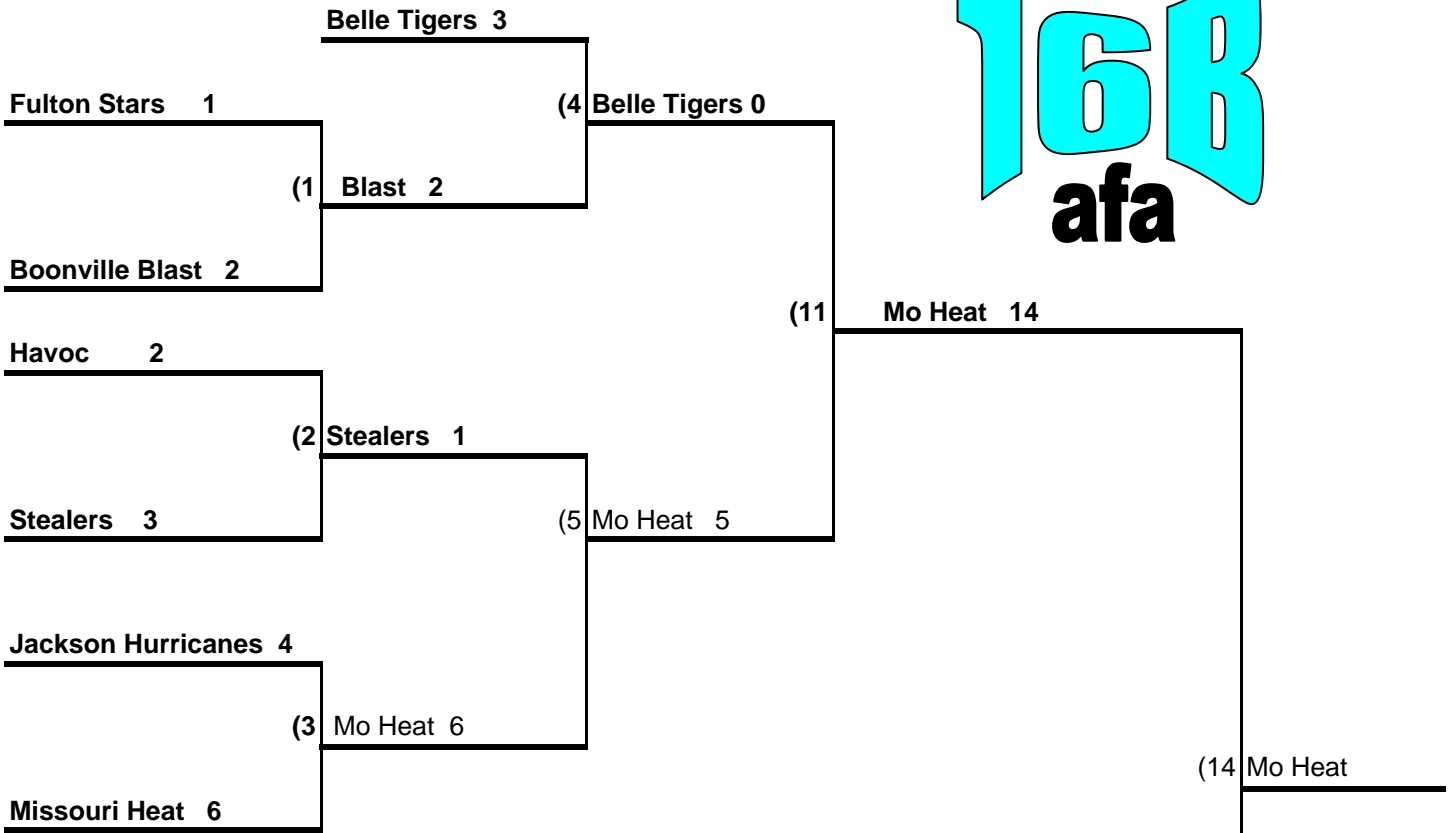 16B
afa
Belle Tigers 3
Fulton Stars 1
(4 Belle Tigers 0
(1 Blast 2
Boonville Blast 2
(11 Mo Heat 14
Havoc 2
(2 Stealers 1
Stealers 3
(5 Mo Heat 5
Jackson Hurricanes 4
(3 Mo Heat 6
(14 Mo Heat
Missouri Heat 6